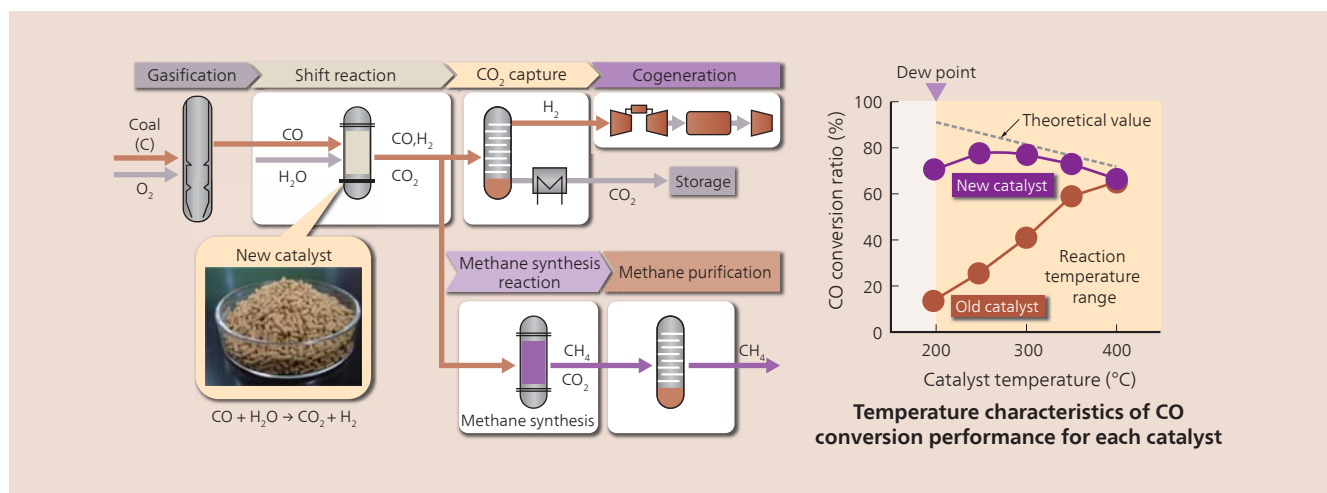 Gasification
Shift reaction
CO₂ capture
Cogeneration
Coal
(C)
O₂
CO
H₂O
CO,H₂
CO₂
H₂
CO₂
Storage
New catalyst
CO + H₂O → CO₂ + H₂
Methane synthesis
reaction
Methane purification
CH₄
CO₂
CH₄
Methane synthesis
Dew point
CO conversion ratio (%)
100
80
60
40
20
0
Theoretical value
New catalyst
Reaction
temperature
range
Old catalyst
200
300
400
Catalyst temperature (°C)
Temperature characteristics of CO
conversion performance for each catalyst